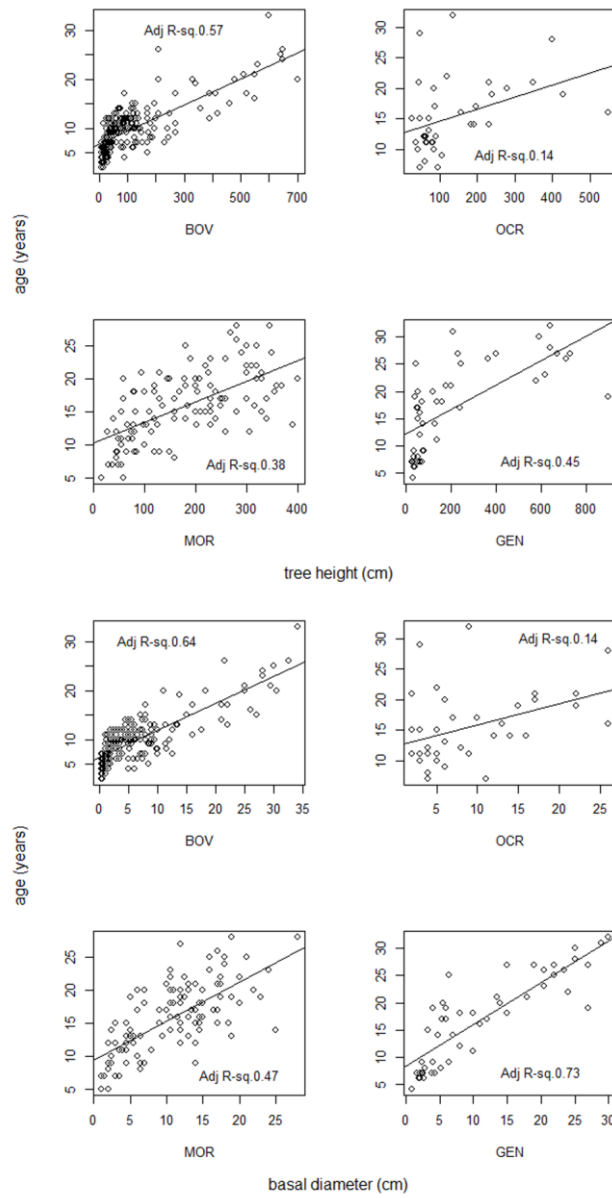 Adj R-sq.0.57
5 10 15 20 30
0 100 200 300 400 500 600 700
BOV
Adj R-sq.0.14
10 15 20 25 30
100 200 300 400 500
OCR
age (years)
Adj R-sq.0.38
5 10 15 20 25
0 100 200 300 400
MOR
Adj R-sq.0.45
5 10 15 20 25 30
0 200 400 600 800
GEN
tree height (cm)
Adj R-sq.0.64
5 10 20 30
0 5 10 15 20 25 30 35
BOV
Adj R-sq.0.14
10 15 20 25 30
5 10 15 20 25
OCR
age (years)
Adj R-sq.0.47
5 10 15 20 25
0 5 10 15 20 25
MOR
Adj R-sq.0.73
5 10 15 20 25 30
0 5 10 15 20 25 30
GEN
basal diameter (cm)